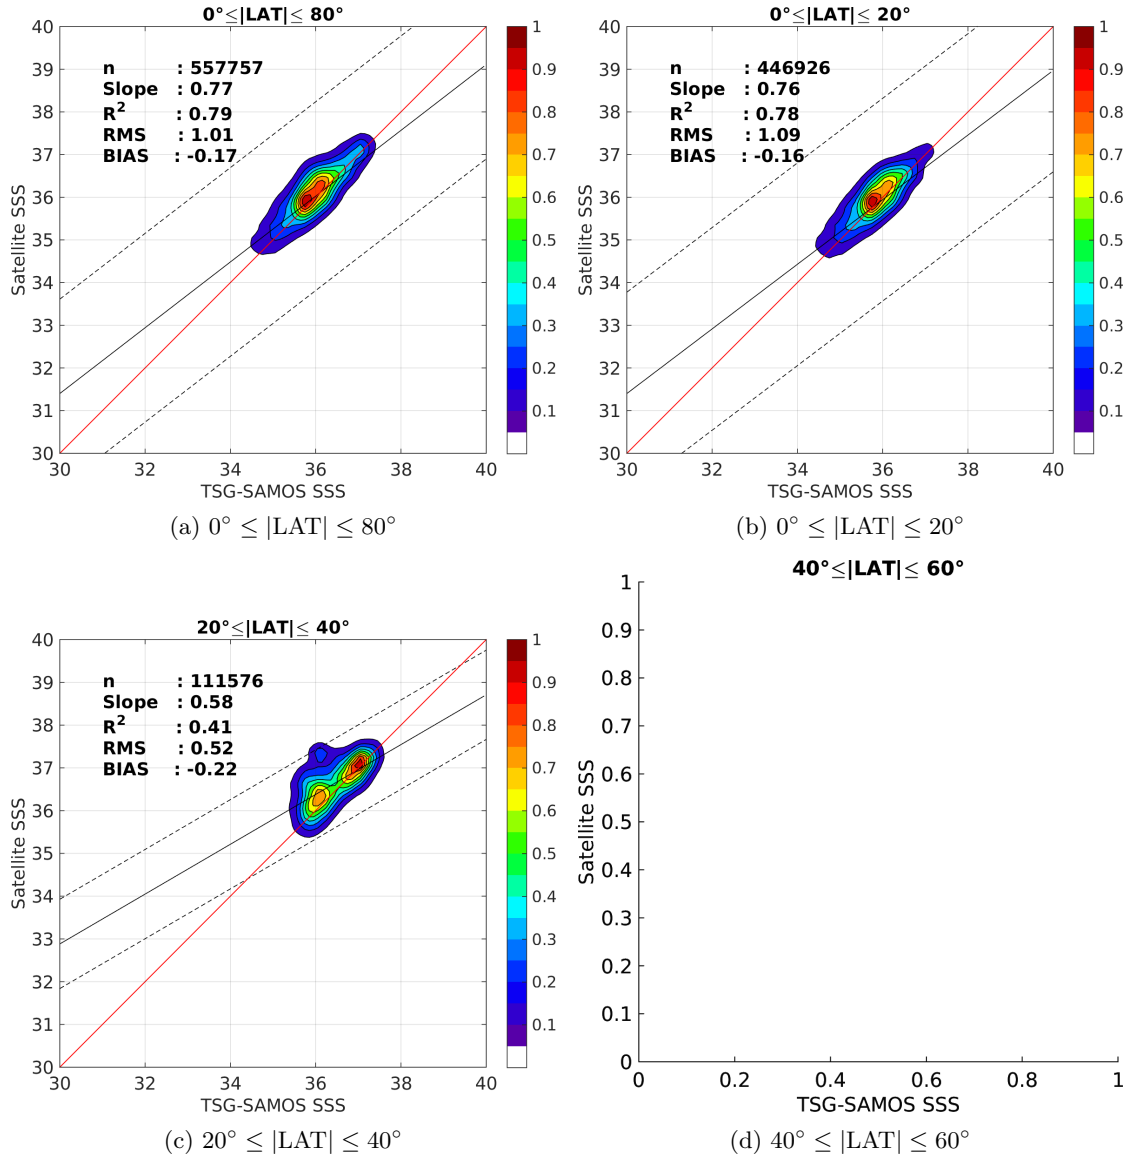 0°≤|LAT|≤ 80°
40
39
38
37
36
35
34
33
32
31
30
Satellite SSS
n : 557757
Slope : 0.77
R² : 0.79
RMS : 1.01
BIAS : -0.17
30 32 34 36 38 40
TSG-SAMOS SSS
1
0.9
0.8
0.7
0.6
0.5
0.4
0.3
0.2
0.1
(a) 0° ≤ |LAT| ≤ 80°
0°≤|LAT|≤ 20°
40
39
38
37
36
35
34
33
32
31
30
Satellite SSS
n : 446926
Slope : 0.76
R² : 0.78
RMS : 1.09
BIAS : -0.16
30 32 34 36 38 40
TSG-SAMOS SSS
1
0.9
0.8
0.7
0.6
0.5
0.4
0.3
0.2
0.1
(b) 0° ≤ |LAT| ≤ 20°
20°≤|LAT|≤ 40°
40
39
38
37
36
35
34
33
32
31
30
Satellite SSS
n : 111576
Slope : 0.58
R² : 0.41
RMS : 0.52
BIAS : -0.22
30 32 34 36 38 40
TSG-SAMOS SSS
1
0.9
0.8
0.7
0.6
0.5
0.4
0.3
0.2
0.1
(c) 20° ≤ |LAT| ≤ 40°
40°≤|LAT|≤ 60°
1
0.9
0.8
0.7
0.6
0.5
0.4
0.3
0.2
0.1
0
Satellite SSS
0 0.2 0.4 0.6 0.8 1
TSG-SAMOS SSS
(d) 40° ≤ |LAT| ≤ 60°